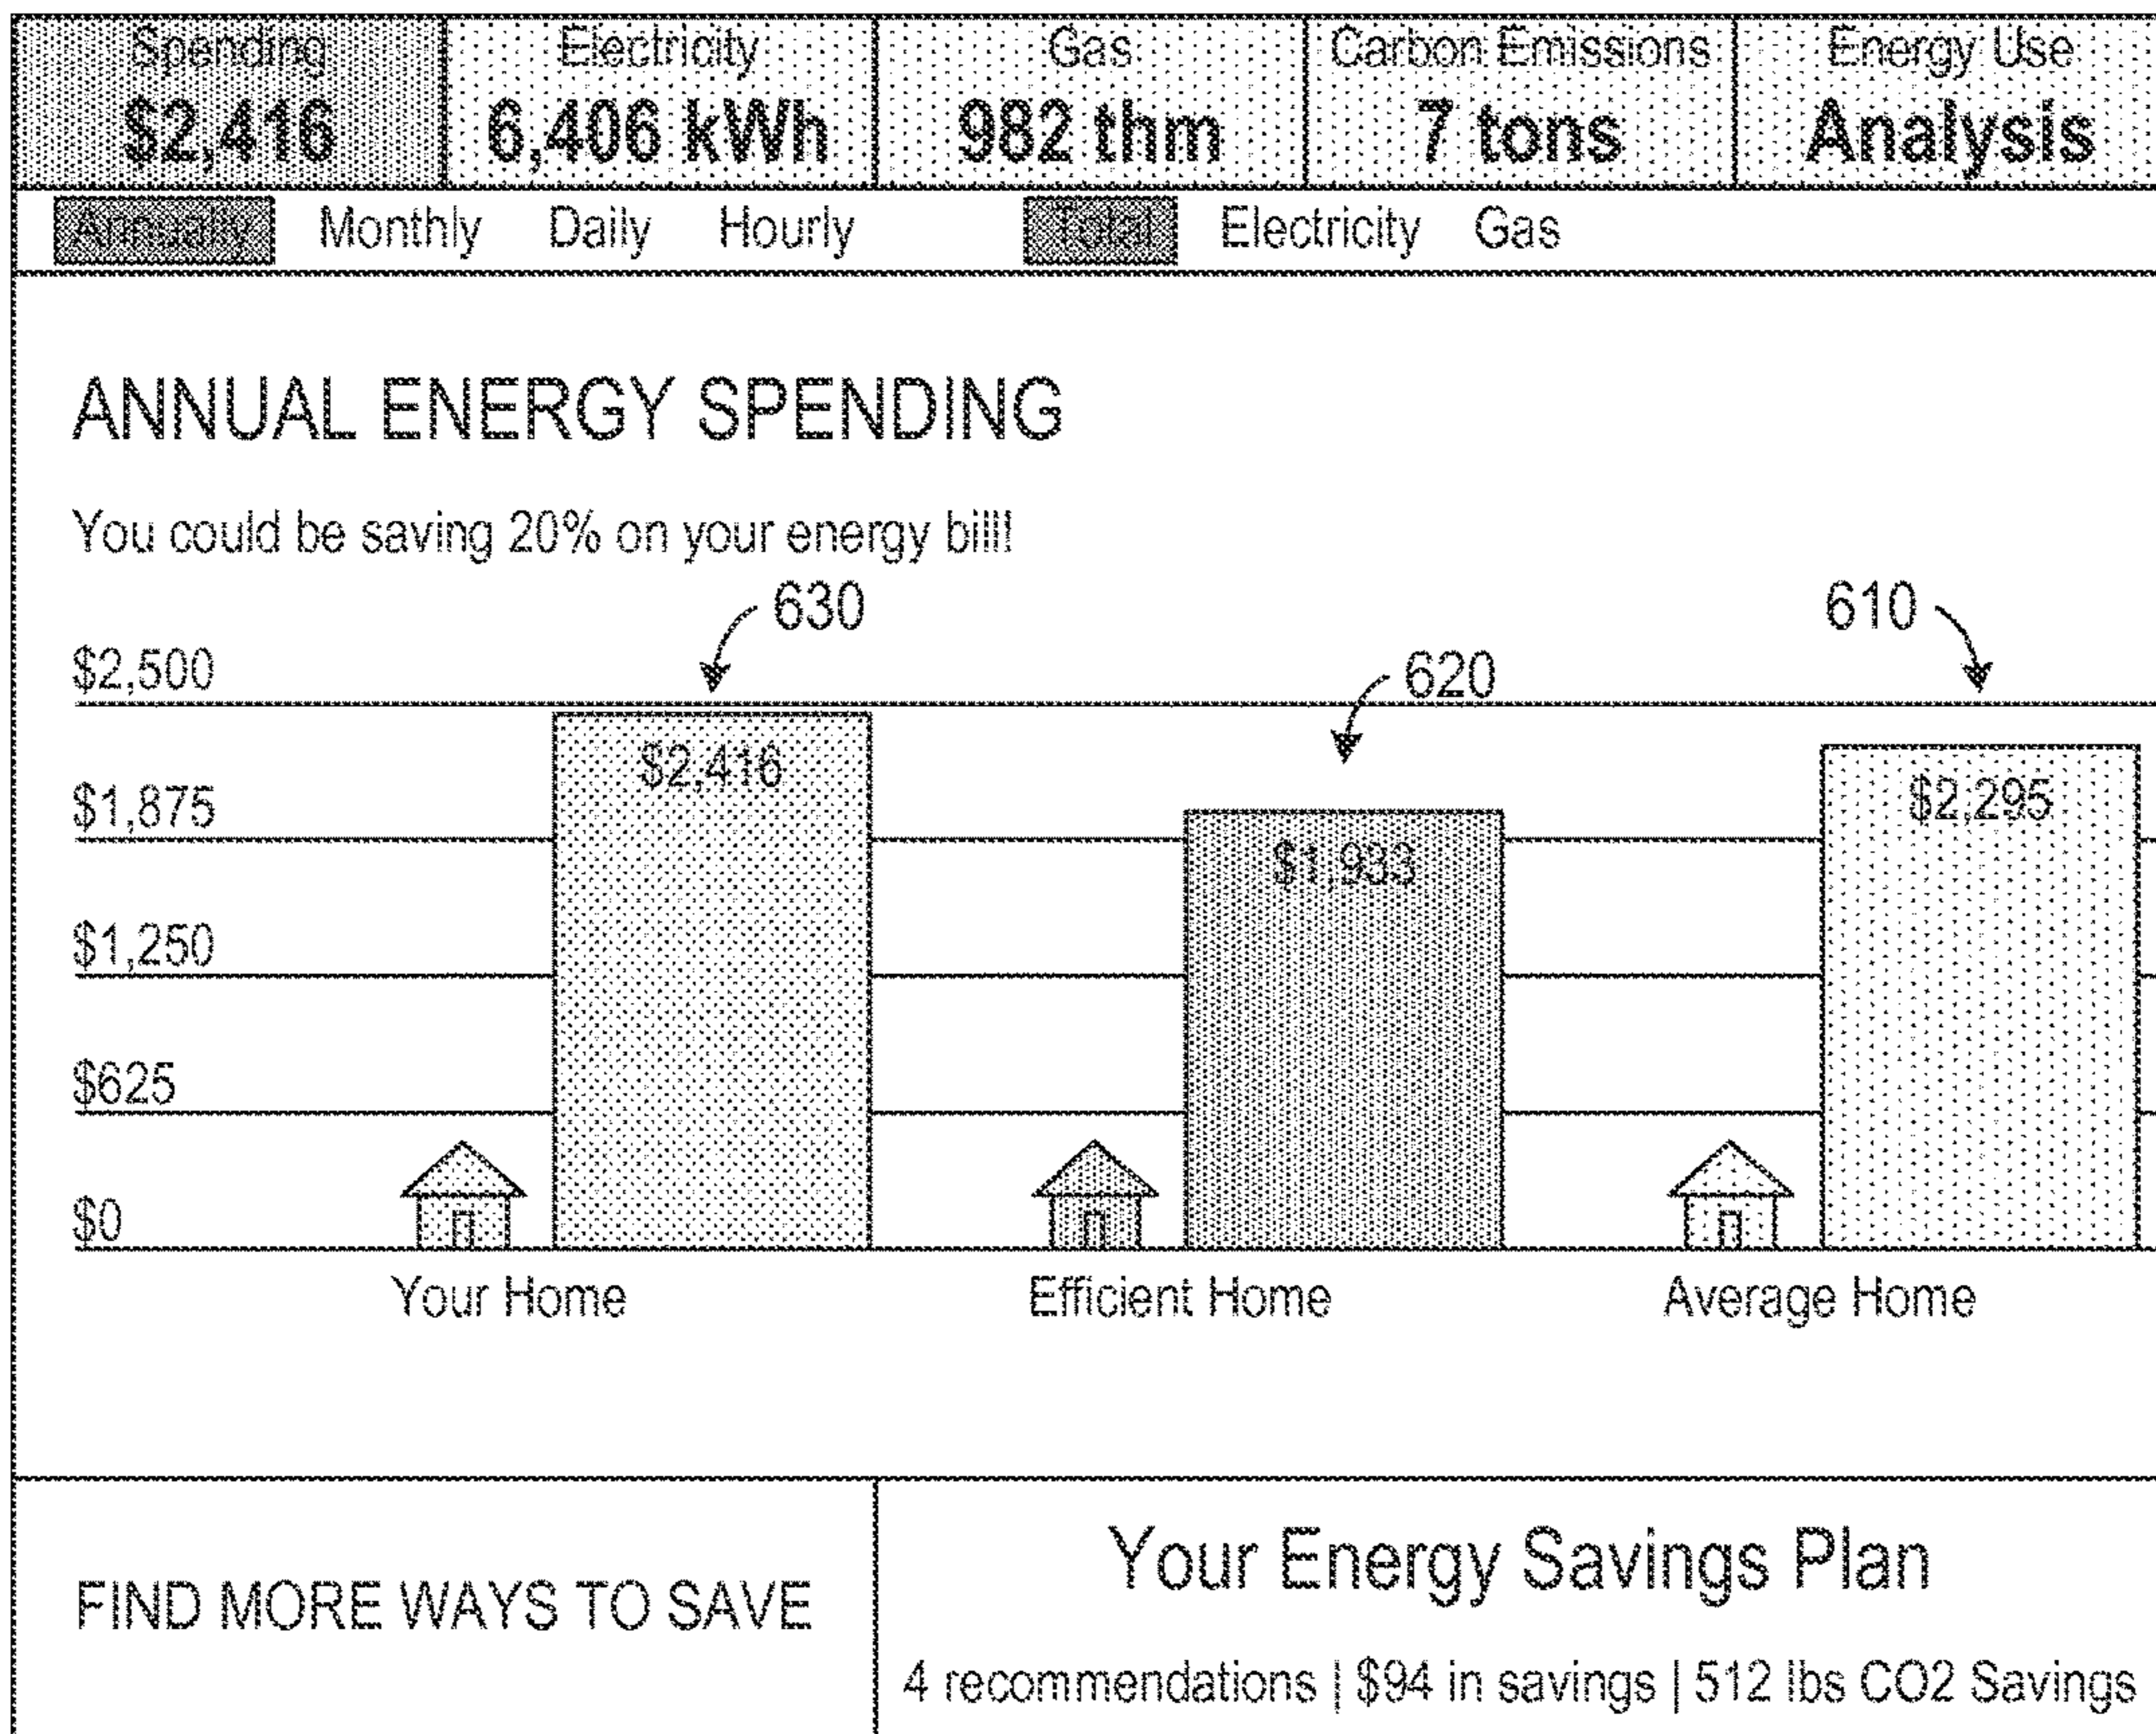 Spending Electricity Gas Carbon Emissions Energy Use
$2,416 6,406 kWh 982 thm 7 tons Analysis
Annually Monthly Daily Hourly Total Electricity Gas
ANNUAL ENERGY SPENDING
You could be saving 20% on your energy bill!
630 610
$2,500 620
$2,416
$1,875 $2,295
$1,933
$1,250
$625
$0
Your Home Efficient Home Average Home
Your Energy Savings Plan
FIND MORE WAYS TO SAVE
4 recommendations | $94 in savings | 512 lbs CO2 Savings